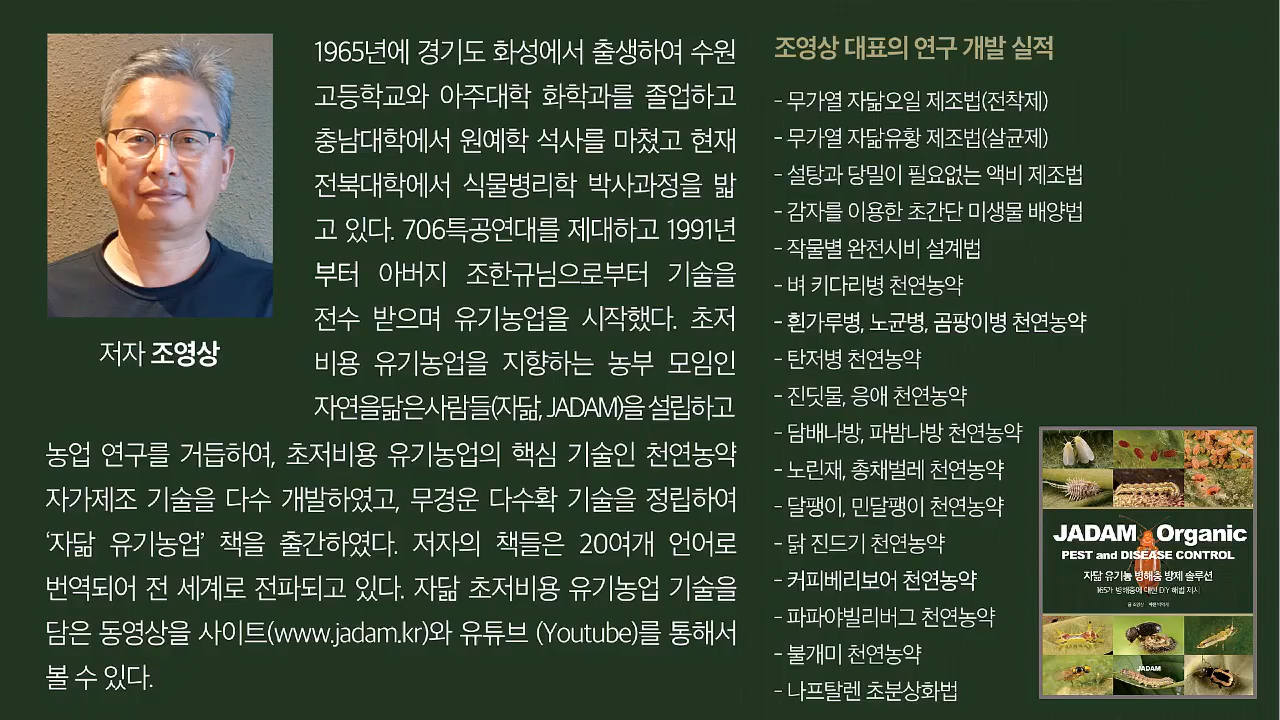 1965년에 경기도 화성에서 출생하여 수원
고등학교와 아주대학 화학과를 졸업하고
충남대학에서 원예학 석사를 마쳤고 현재
전북대학에서 식물병리학 박사과정을 밟
고 있다. 706특공연대를 제대하고 1991년
부터 아버지 조한규님으로부터 기술을
전수 받으며 유기농업을 시작했다. 초저
비용 유기농업을 지향하는 농부 모임인
자연을닮은사람들(자닮, JADAM)을 설립하고
농업 연구를 거듭하여, 초저비용 유기농업의 핵심 기술인 천연농약
자가제조 기술을 다수 개발하였고, 무경운 다수확 기술을 정립하여
‘자닮 유기농업’ 책을 출간하였다. 저자의 책들은 20여개 언어로
번역되어 전 세계로 전파되고 있다. 자닮 초저비용 유기농업 기술을
담은 동영상을 사이트(www.jadam.kr)와 유튜브 (Youtube)를 통해서
볼 수 있다.
저자 조영상
조영상 대표의 연구 개발 실적
- 무가열 자닮오일 제조법(전착제)
- 무가열 자닮유황 제조법(살균제)
- 설탕과 당밀이 필요없는 액비 제조법
- 감자를 이용한 초간단 미생물 배양법
- 작물별 완전시비 설계법
- 벼 키다리병 천연농약
- 흰가루병, 노균병, 곰팡이병 천연농약
- 탄저병 천연농약
- 진딧물, 응애 천연농약
- 담배나방, 파밤나방 천연농약
- 노린재, 총채벌레 천연농약
- 달팽이, 민달팽이 천연농약
- 닭 진드기 천연농약
- 커피베리보어 천연농약
- 파파야밀리버그 천연농약
- 불개미 천연농약
- 나프탈렌 초분상화법
JADAM Organic
PEST and DISEASE CONTROL
자닮 유기농 병해충 방제 솔루션
165가 병해충에 대한 DIY 해법 제시
JADAM